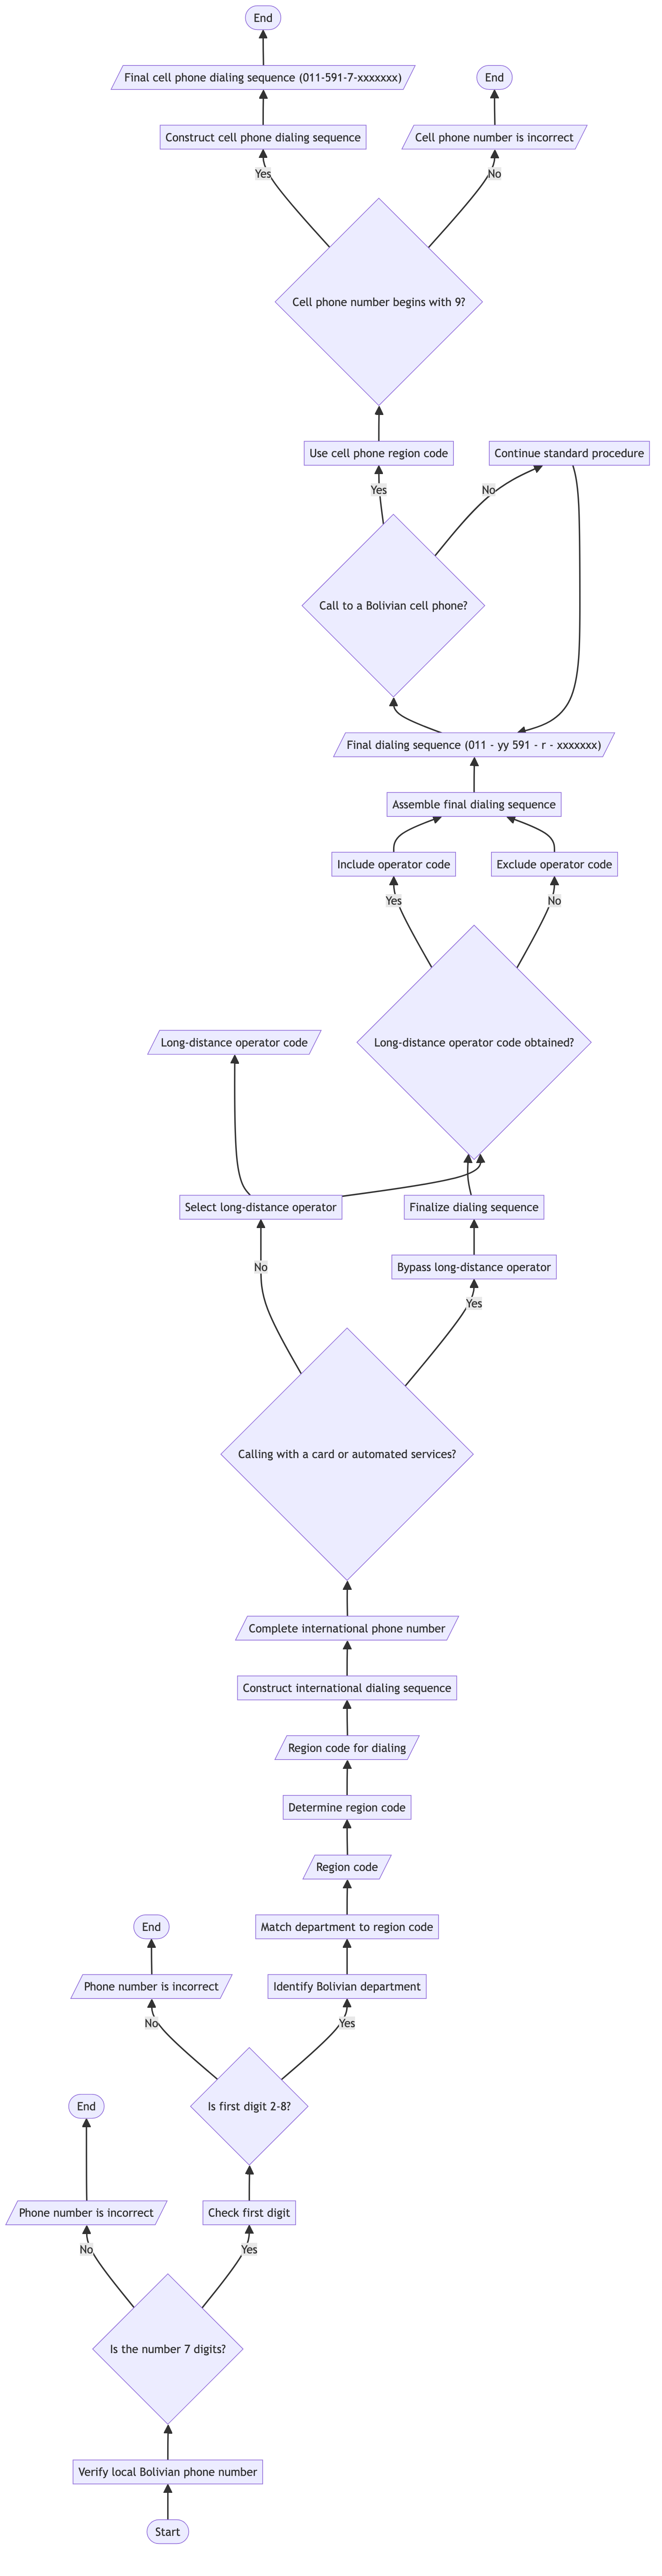 End
Final cell phone dialing sequence (011-591-7-xxxxxxx)
End
Construct cell phone dialing sequence
Cell phone number is incorrect
Yes
No
Cell phone number begins with 9?
Use cell phone region code
Continue standard procedure
Yes
No
Call to a Bolivian cell phone?
Final dialing sequence (011 - yy 591 - r - xxxxxxx)
Assemble final dialing sequence
Include operator code
Exclude operator code
Yes
No
Long-distance operator code
Long-distance operator code obtained?
Select long-distance operator
Finalize dialing sequence
No
Bypass long-distance operator
Yes
Calling with a card or automated services?
Complete international phone number
Construct international dialing sequence
Region code for dialing
Determine region code
Region code
End
Match department to region code
Phone number is incorrect
Identify Bolivian department
No
Yes
Is first digit 2-8?
End
Phone number is incorrect
Check first digit
No
Yes
Is the number 7 digits?
Verify local Bolivian phone number
Start